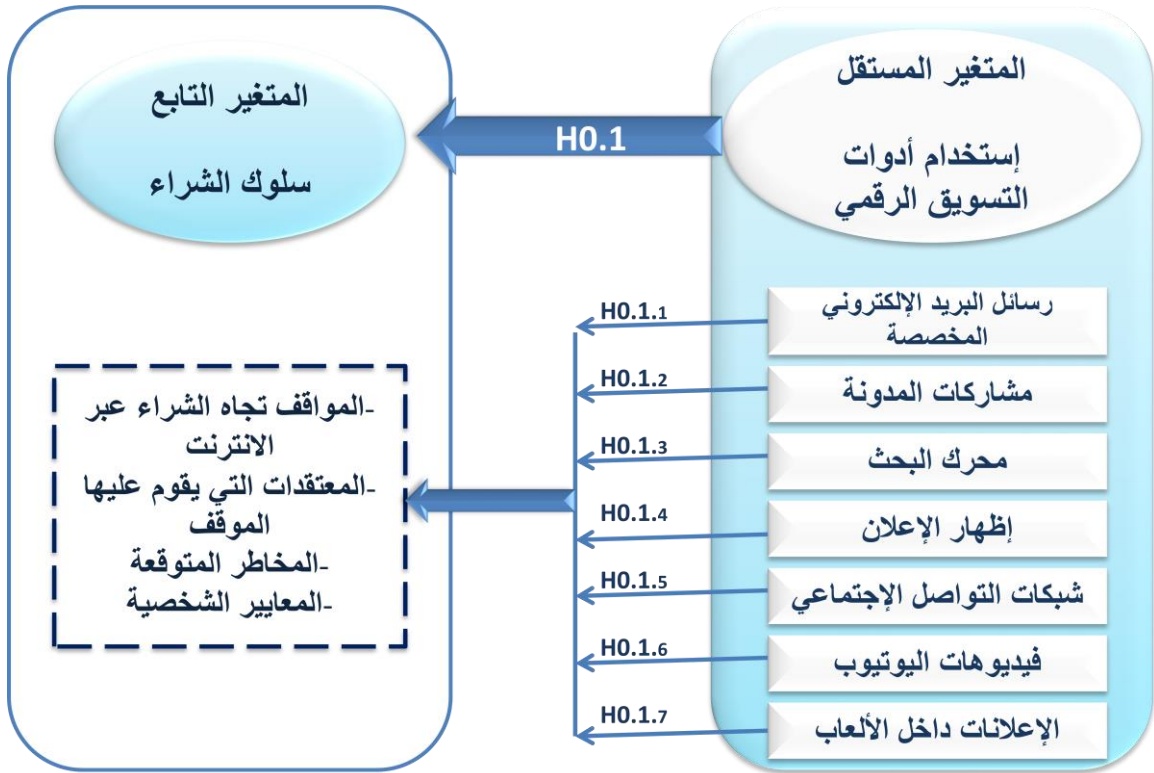 المتغير المستقل
إستخدام أدوات
التسويق الرقمي
H0.1
المتغير التابع
سلوك الشراء
رسائل البريد الإلكتروني
المخصصة
مشاركات المدونة
محرك البحث
إظهار الإعلان
شبكات التواصل الإجتماعي
فيديوهات اليوتيوب
الإعلانات داخل الألعاب
H0.1.1
H0.1.2
H0.1.3
H0.1.4
H0.1.5
H0.1.6
H0.1.7
-المواقف تجاه الشراء عبر
الانترنت
-المعتقدات التي يقوم عليها
الموقف
-المخاطر المتوقعة
-المعايير الشخصية